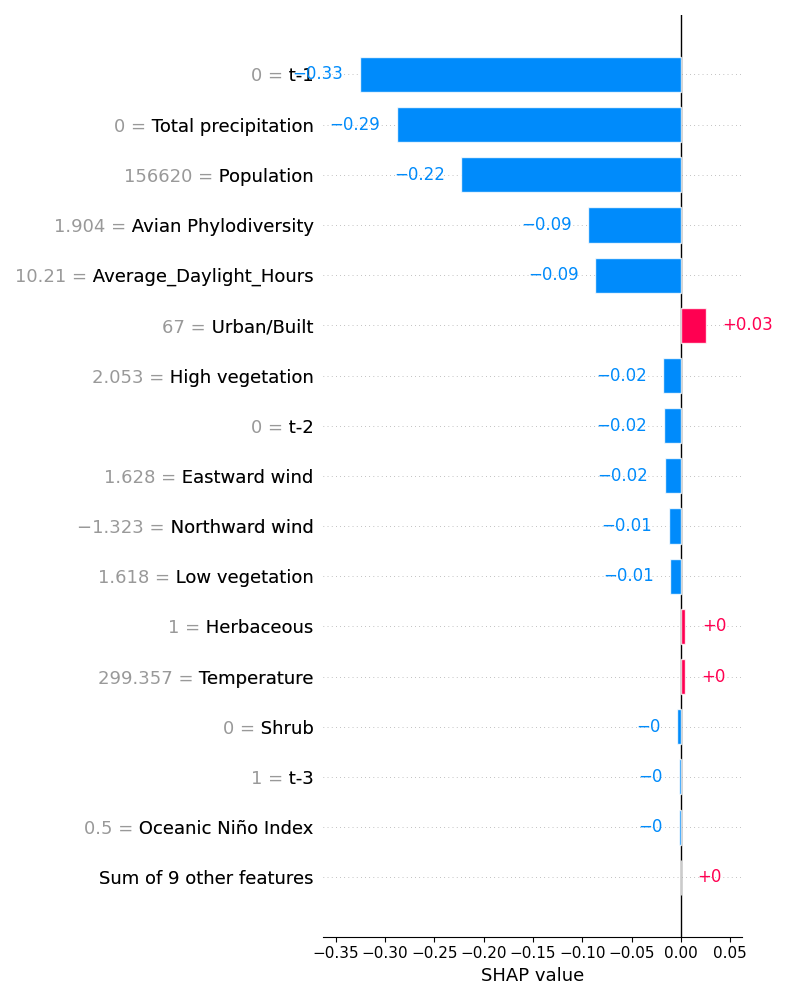 0 = t-1 −0.33
0 = Total precipitation −0.29
156620 = Population −0.22
1.904 = Avian Phylodiversity −0.09
10.21 = Average_Daylight_Hours −0.09
67 = Urban/Built +0.03
2.053 = High vegetation −0.02
0 = t-2 −0.02
1.628 = Eastward wind −0.02
−1.323 = Northward wind −0.01
1.618 = Low vegetation −0.01
1 = Herbaceous +0
299.357 = Temperature +0
0 = Shrub −0
1 = t-3 −0
0.5 = Oceanic Niño Index −0
Sum of 9 other features +0
−0.35 −0.30 −0.25 −0.20 −0.15 −0.10 −0.05 0.00 0.05
SHAP value